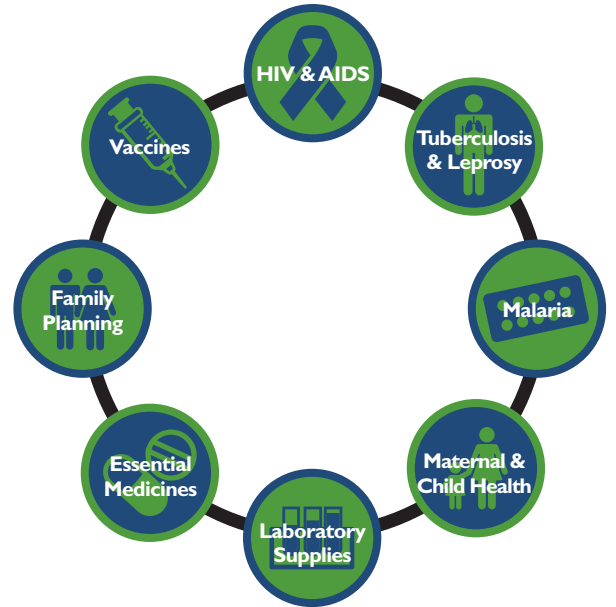 HIV & AIDS
Tuberculosis
& Leprosy
Malaria
Maternal &
Child Health
Laboratory
Supplies
Essential
Medicines
Family
Planning
Vaccines